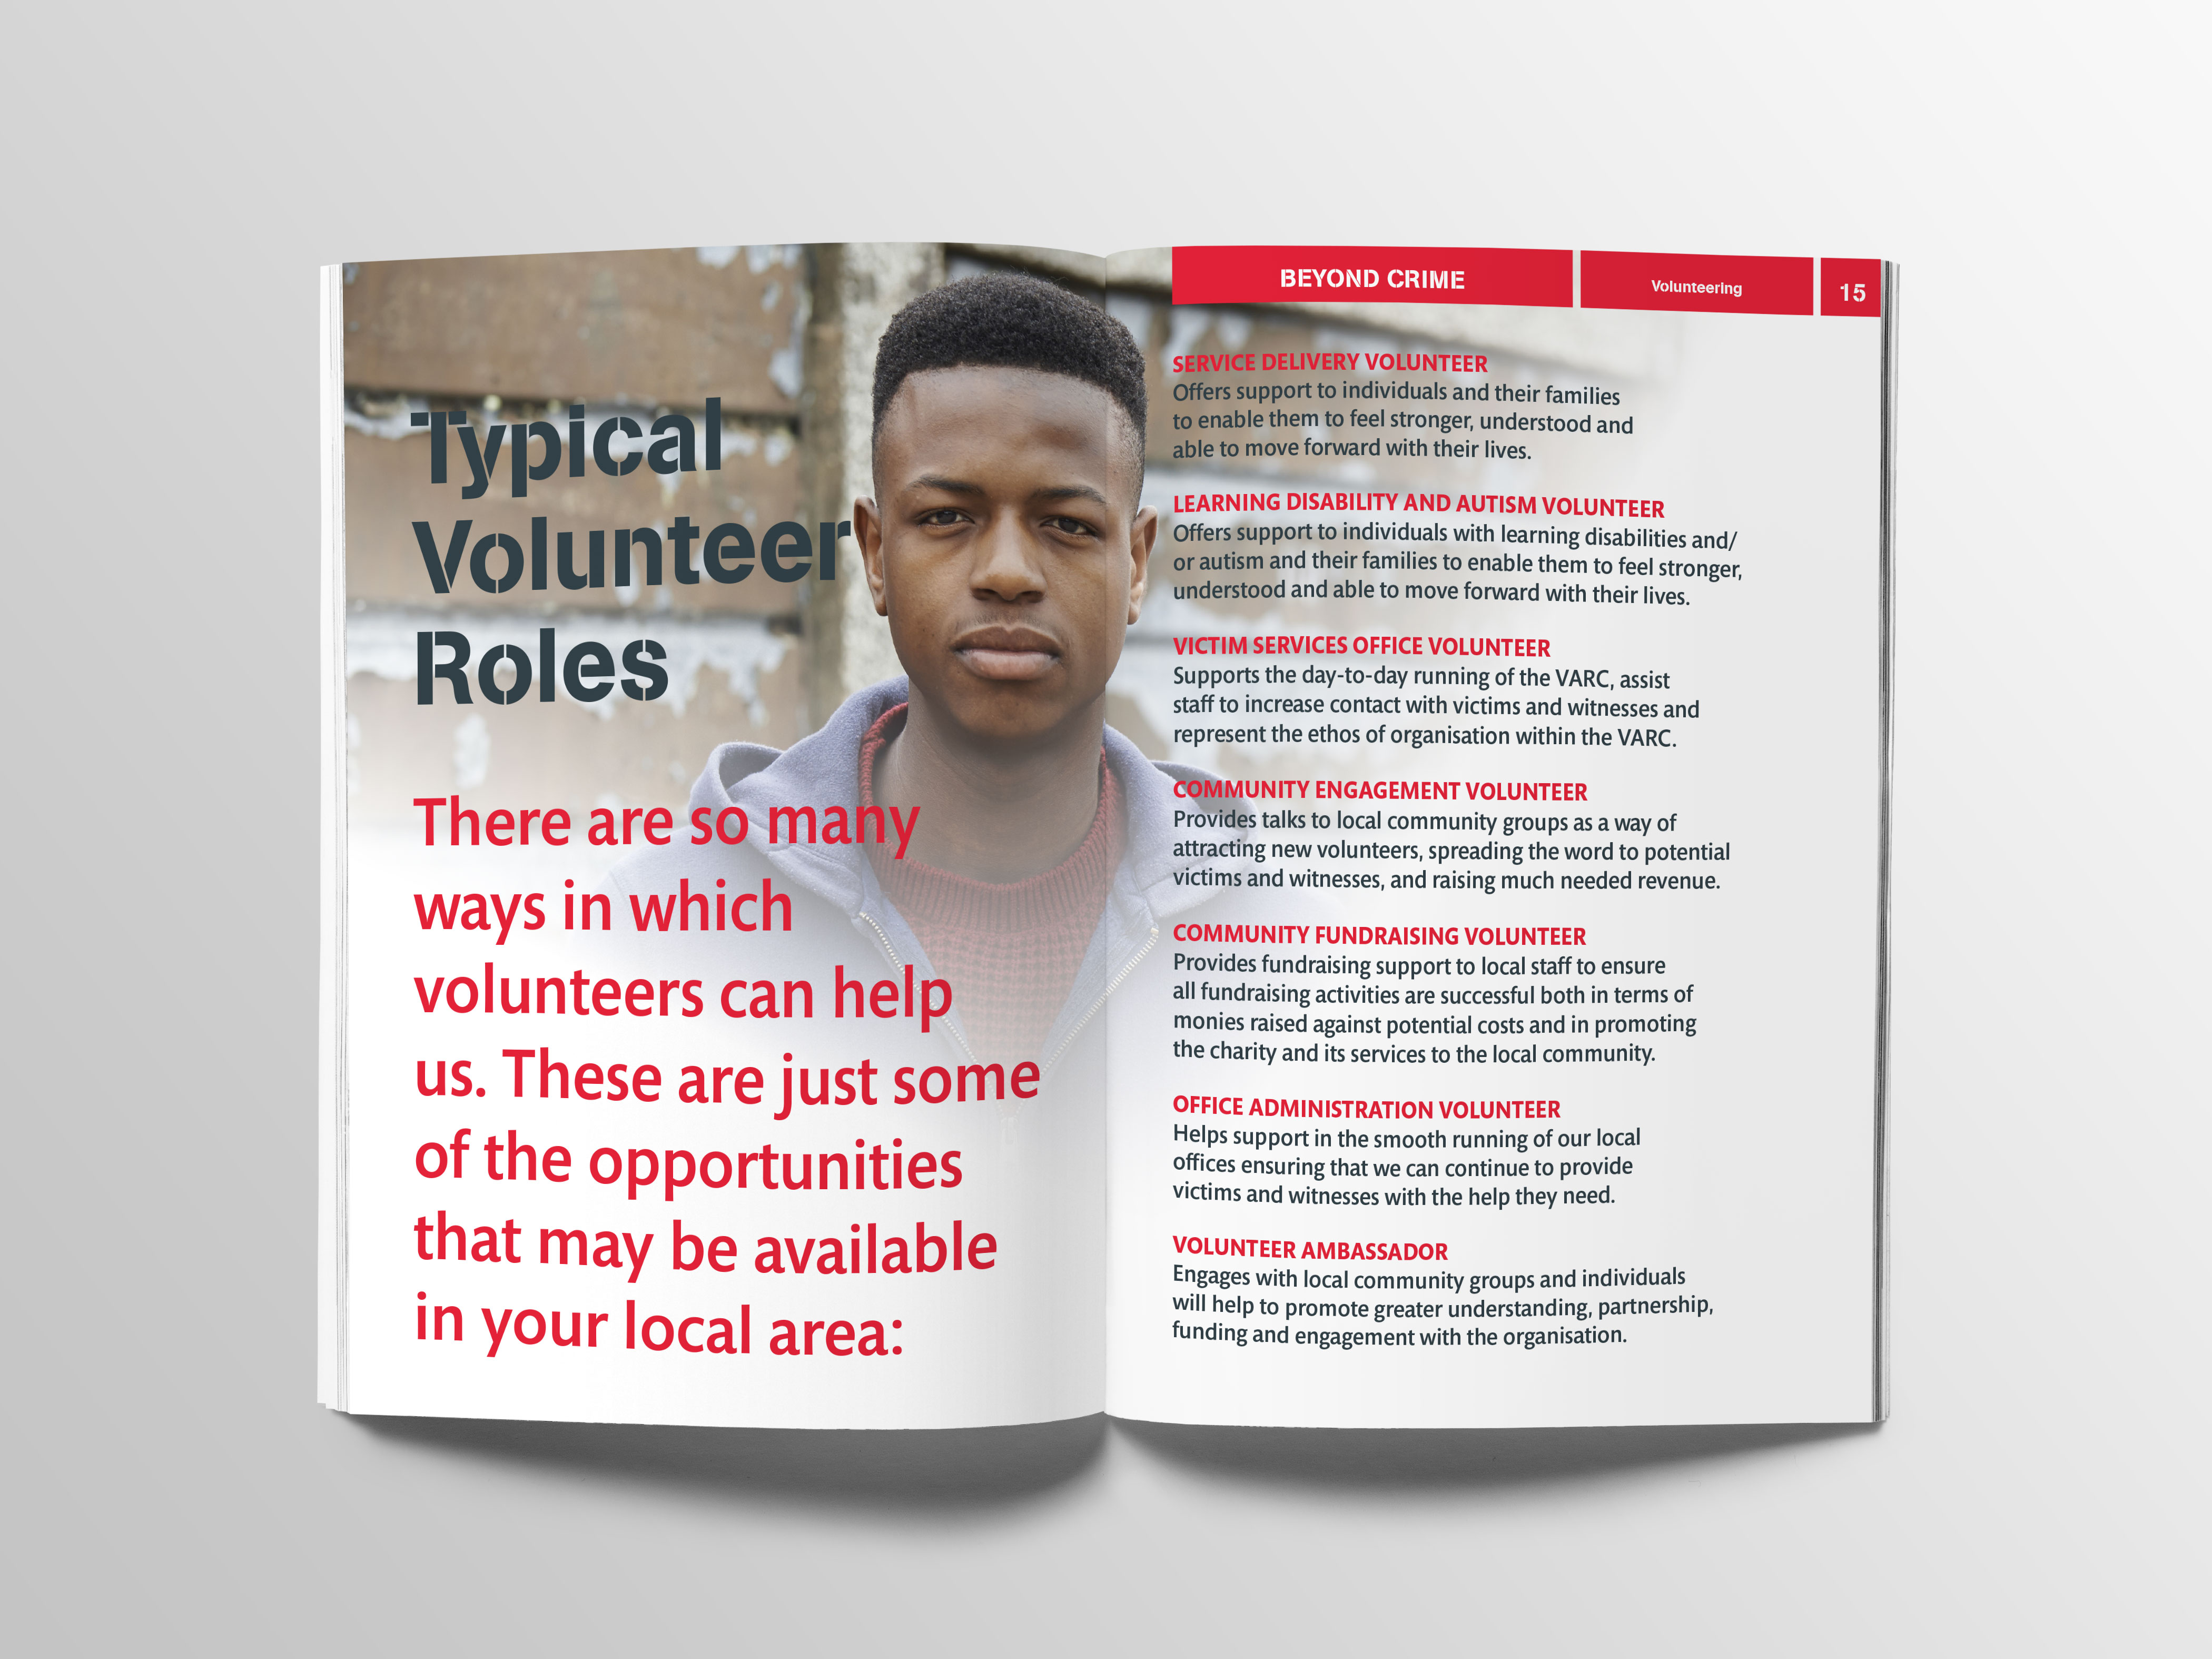 Typical
Volunteer
Roles
There are so many
ways in which
volunteers can help
us. These are just some
of the opportunities
that may be available
in your local area:
BEYOND CRIME
Volunteering
15
SERVICE DELIVERY VOLUNTEER
Offers support to individuals and their families
to enable them to feel stronger, understood and
able to move forward with their lives.
LEARNING DISABILITY AND AUTISM VOLUNTEER
Offers support to individuals with learning disabilities and/
or autism and their families to enable them to feel stronger,
understood and able to move forward with their lives.
VICTIM SERVICES OFFICE VOLUNTEER
Supports the day-to-day running of the VARC, assist
staff to increase contact with victims and witnesses and
represent the ethos of organisation within the VARC.
COMMUNITY ENGAGEMENT VOLUNTEER
Provides talks to local community groups as a way of
attracting new volunteers, spreading the word to potential
victims and witnesses, and raising much needed revenue.
COMMUNITY FUNDRAISING VOLUNTEER
Provides fundraising support to local staff to ensure
all fundraising activities are successful both in terms of
monies raised against potential costs and in promoting
the charity and its services to the local community.
OFFICE ADMINISTRATION VOLUNTEER
Helps support in the smooth running of our local
offices ensuring that we can continue to provide
victims and witnesses with the help they need.
VOLUNTEER AMBASSADOR
Engages with local community groups and individuals
will help to promote greater understanding, partnership,
funding and engagement with the organisation.